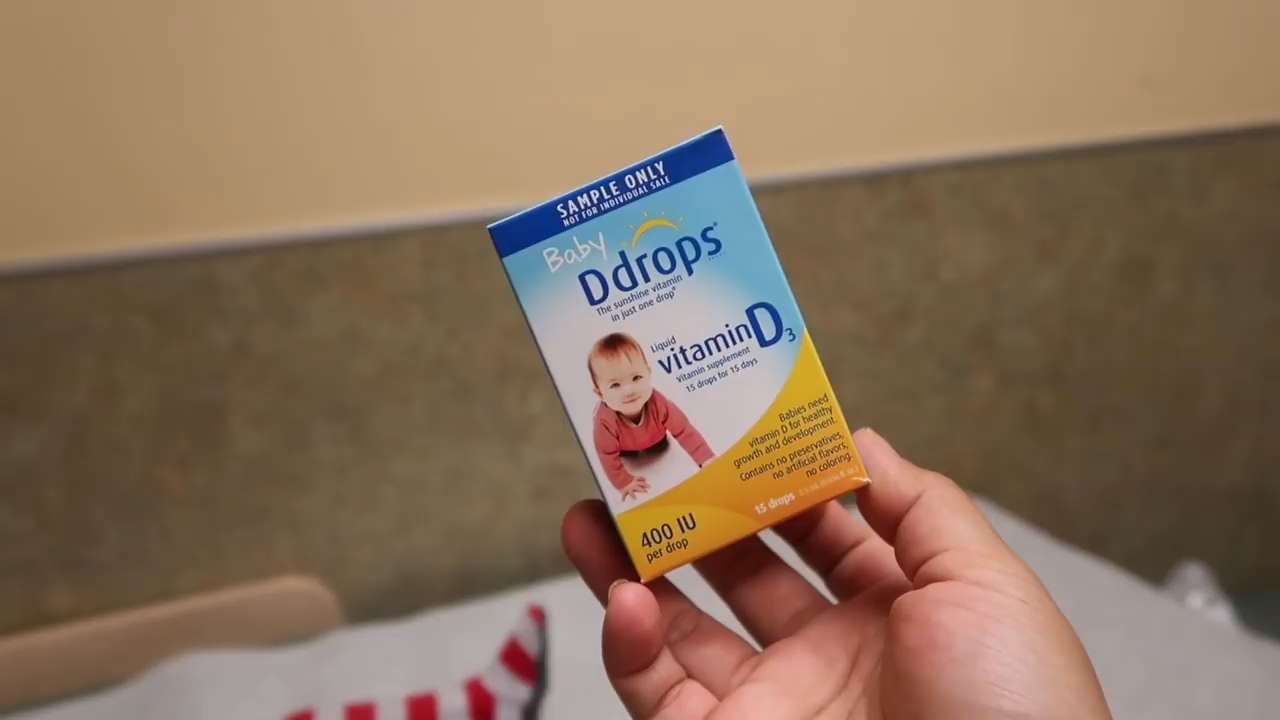 SAMPLE ONLY
NOT FOR INDIVIDUAL SALE
Baby
Ddrops®
The sunshine vitamin
in just one drop®
Liquid
vitamin D3
Vitamin supplement
15 drops for 15 days
Babies need
vitamin D for healthy
growth and development.
Contains no preservatives,
no artificial flavors,
no coloring.
400 IU
per drop
15 drops